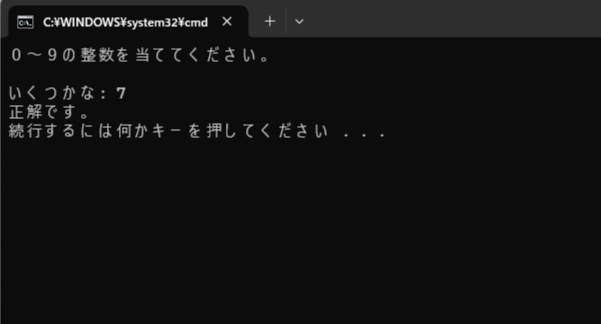 C:¥WINDOWS¥system32¥cmd
0～9の整数を当ててください。
いくつかな: 7
正解です。
続行するには何かキーを押してください . . .